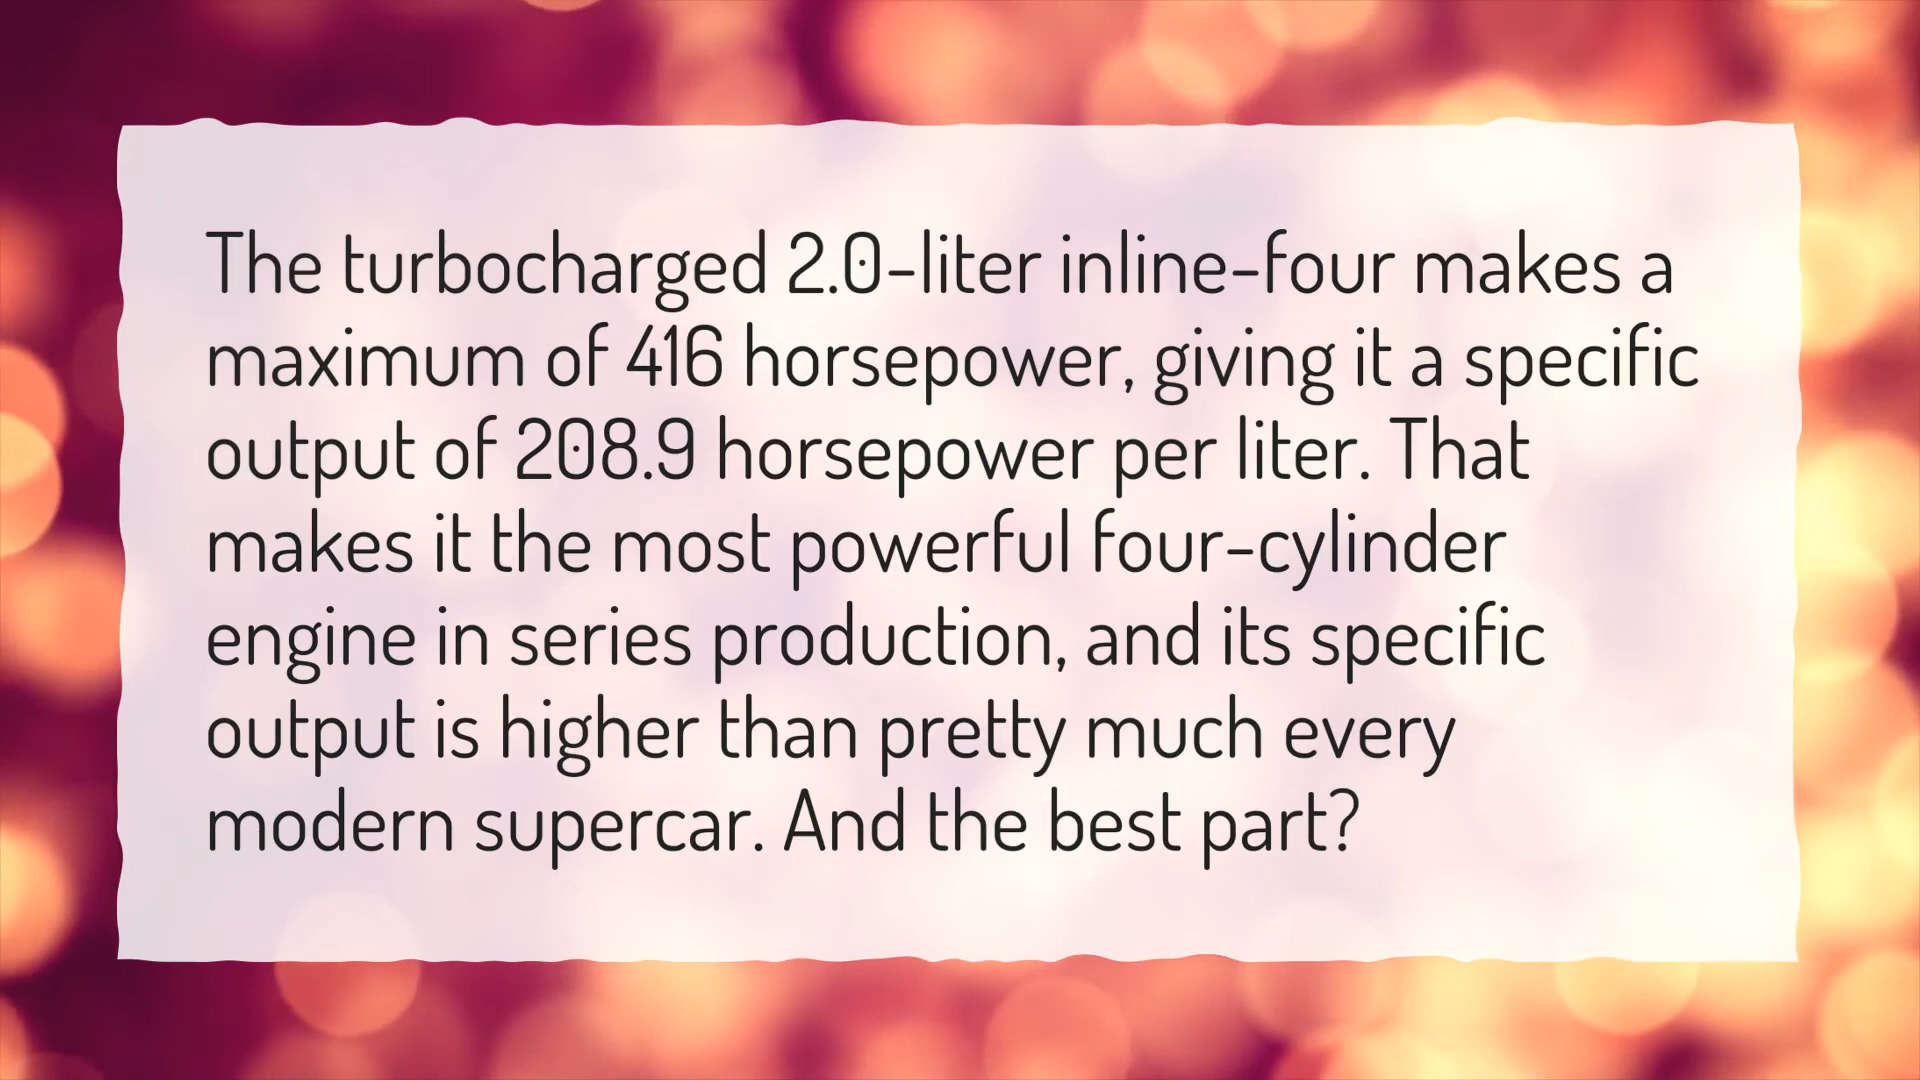 The turbocharged 2.0-liter inline-four makes a
maximum of 416 horsepower, giving it a specific
output of 208.9 horsepower per liter. That
makes it the most powerful four-cylinder
engine in series production, and its specific
output is higher than pretty much every
modern supercar. And the best part?